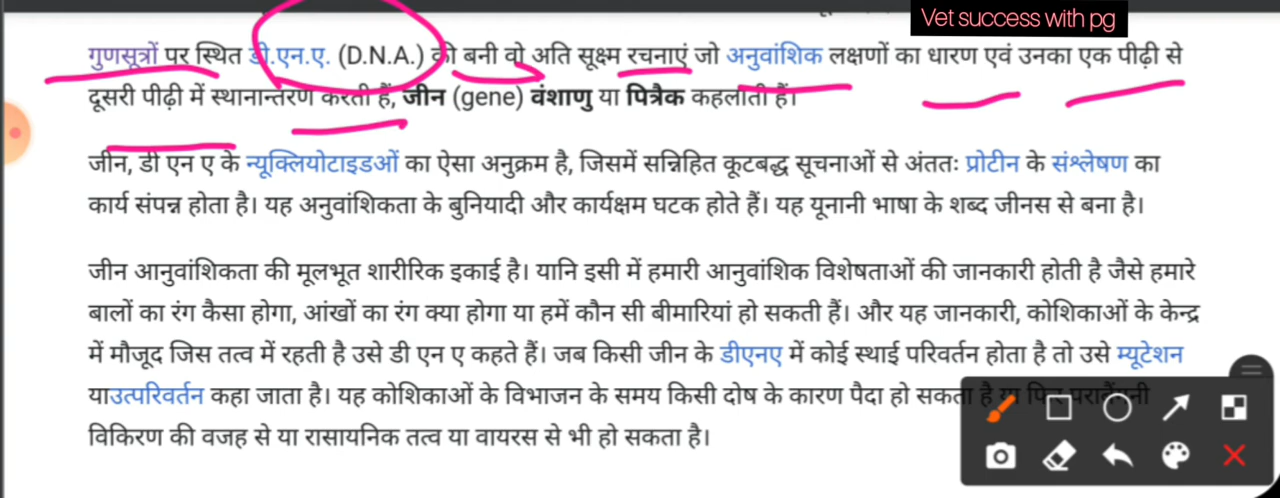 Vet success with pg
गुणसूत्रों पर स्थित डी.एन.ए. (D.N.A.) की बनी वो अति सूक्ष्म रचनाएं जो अनुवांशिक लक्षणों का धारण एवं उनका एक पीढ़ी से
दूसरी पीढ़ी में स्थानान्तरण करती हैं, जीन (gene) वंशाणु या पित्रैक कहलाती हैं।
जीन, डी एन ए के न्यूक्लियोटाइडओं का ऐसा अनुक्रम है, जिसमें सन्निहित कूटबद्ध सूचनाओं से अंततः प्रोटीन के संश्लेषण का
कार्य संपन्न होता है। यह अनुवांशिकता के बुनियादी और कार्यक्षम घटक होते हैं। यह यूनानी भाषा के शब्द जीनस से बना है।
जीन आनुवांशिकता की मूलभूत शारीरिक इकाई है। यानि इसी में हमारी आनुवांशिक विशेषताओं की जानकारी होती है जैसे हमारे
बालों का रंग कैसा होगा, आंखों का रंग क्या होगा या हमें कौन सी बीमारियां हो सकती हैं। और यह जानकारी, कोशिकाओं के केन्द्र
में मौजूद जिस तत्व में रहती है उसे डी एन ए कहते हैं। जब किसी जीन के डीएनए में कोई स्थाई परिवर्तन होता है तो उसे म्यूटेशन
याउत्परिवर्तन कहा जाता है। यह कोशिकाओं के विभाजन के समय किसी दोष के कारण पैदा हो सकता है या फिर पराबैंगनी
विकिरण की वजह से या रासायनिक तत्व या वायरस से भी हो सकता है।